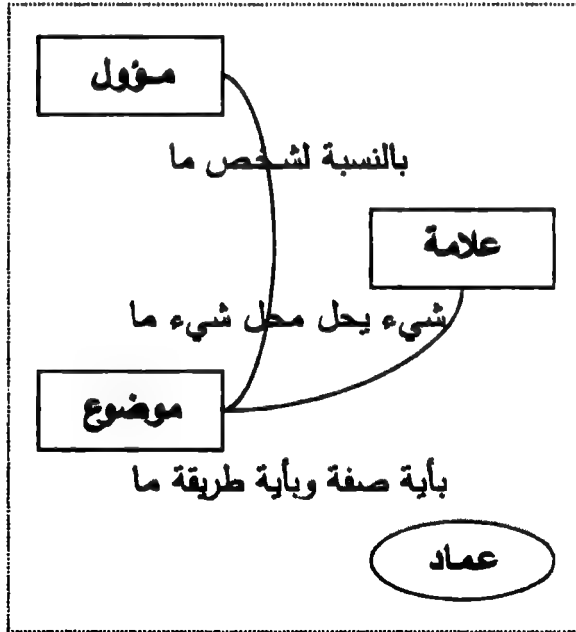 مؤول
بالنسبة لشخص ما
علامة
شيء يحل محل شيء ما
موضوع
بأية صفة وبأية طريقة ما
عماد